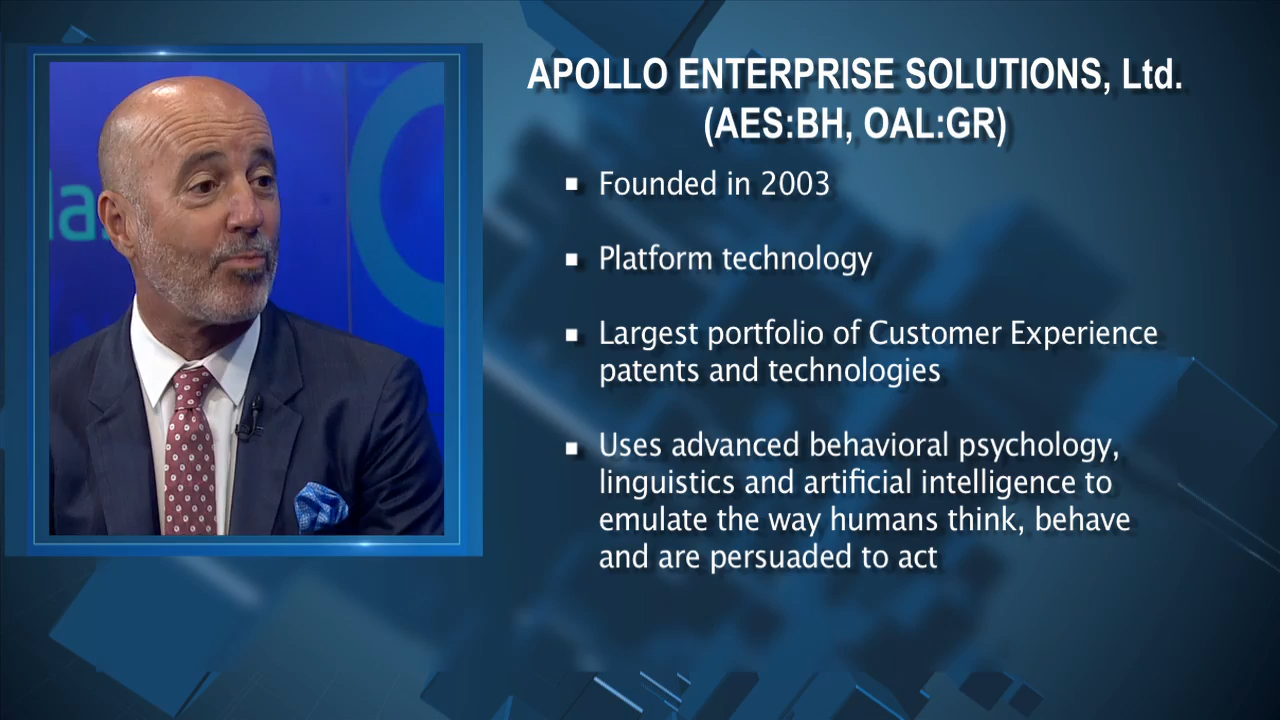 APOLLO ENTERPRISE SOLUTIONS, Ltd.
(AES:BH, OAL:GR)
Founded in 2003
Platform technology
Largest portfolio of Customer Experience
patents and technologies
Uses advanced behavioral psychology,
linguistics and artificial intelligence to
emulate the way humans think, behave
and are persuaded to act